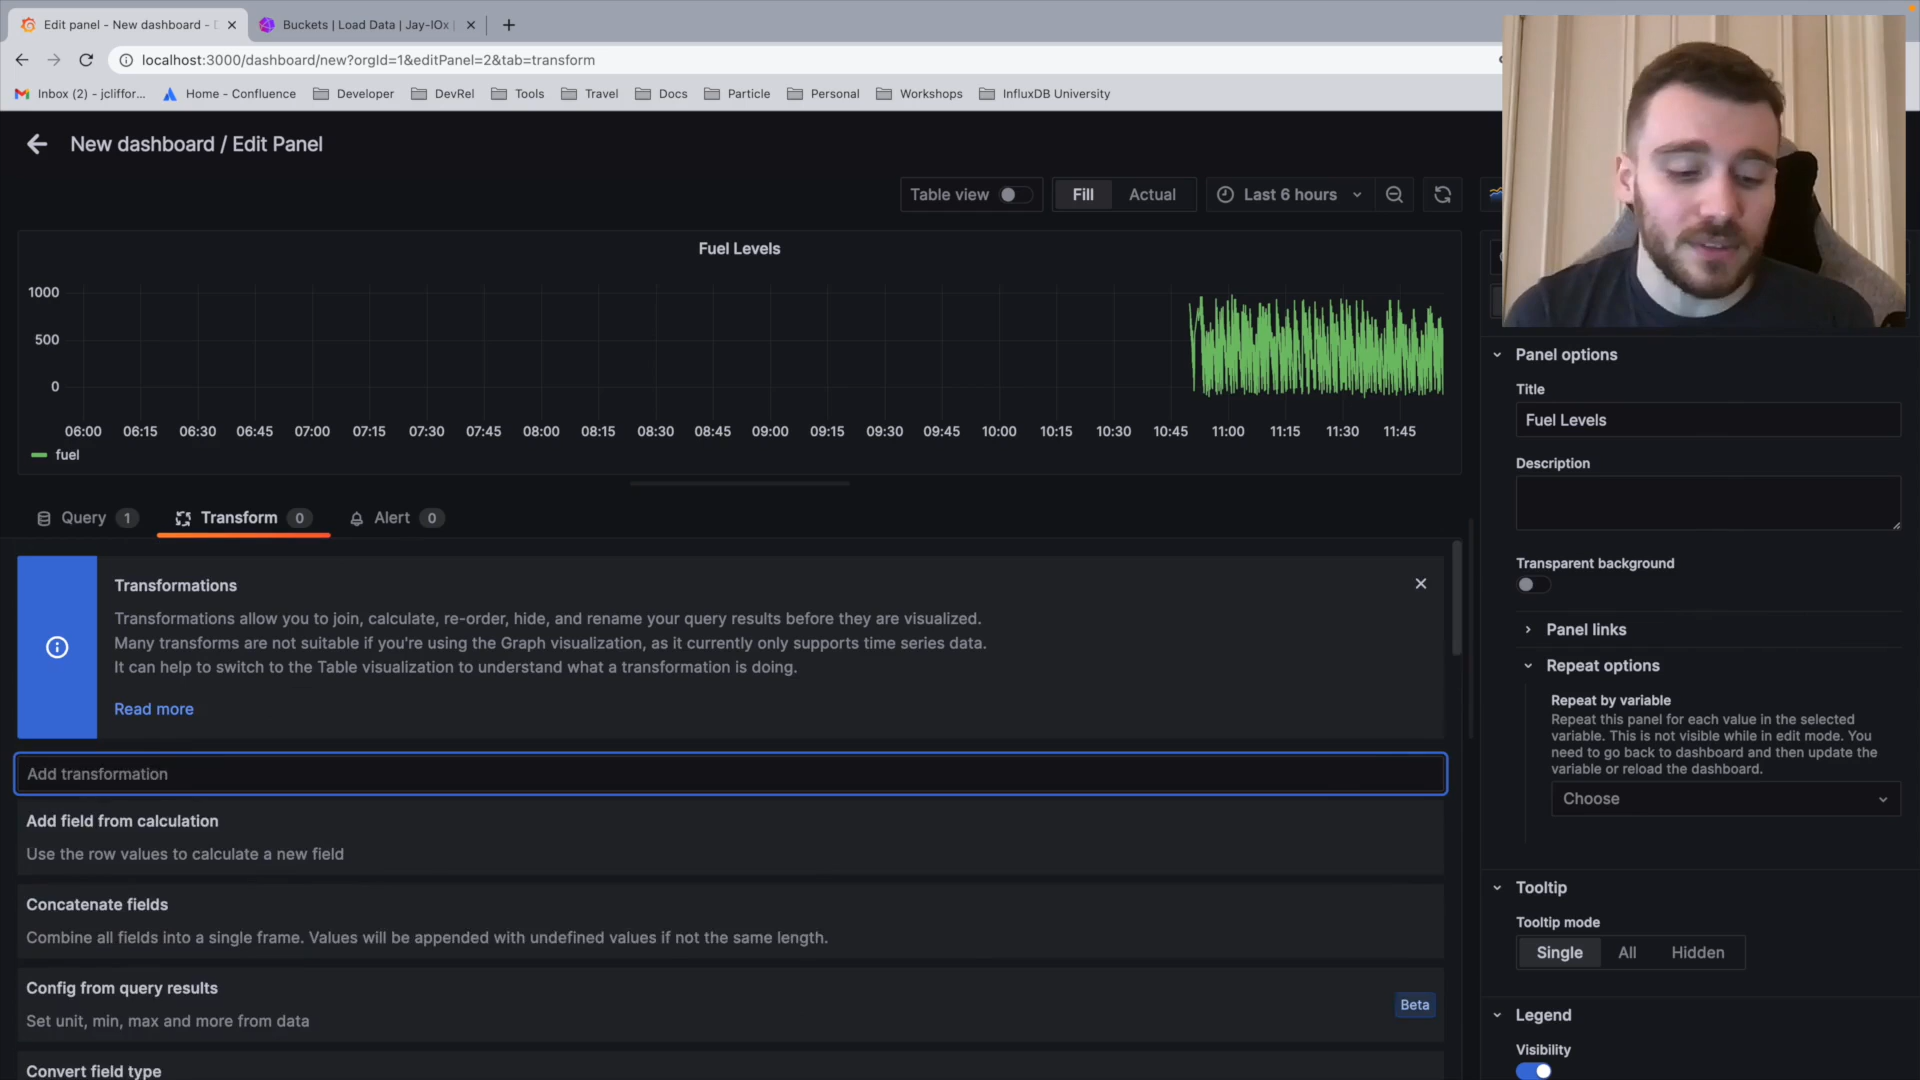 Edit panel - New dashboard -
Buckets | Load Data | Jay-IOx |
localhost:3000/dashboard/new?orgId=1&editPanel=2&tab=transform
Inbox (2) - jcliffor...
Home - Confluence
Developer
DevRel
Tools
Travel
Docs
Particle
Personal
Workshops
InfluxDB University
New dashboard / Edit Panel
Table view
Fill
Actual
Last 6 hours
Fuel Levels
1000
500
0
06:00 06:15 06:30 06:45 07:00 07:15 07:30 07:45 08:00 08:15 08:30 08:45 09:00 09:15 09:30 09:45 10:00 10:15 10:30 10:45 11:00 11:15 11:30 11:45
fuel
Query 1
Transform 0
Alert 0
Transformations
Transformations allow you to join, calculate, re-order, hide, and rename your query results before they are visualized.
Many transforms are not suitable if you're using the Graph visualization, as it currently only supports time series data.
It can help to switch to the Table visualization to understand what a transformation is doing.
Read more
Add transformation
Add field from calculation
Use the row values to calculate a new field
Concatenate fields
Combine all fields into a single frame. Values will be appended with undefined values if not the same length.
Config from query results
Set unit, min, max and more from data
Beta
Convert field type
Panel options
Title
Fuel Levels
Description
Transparent background
Panel links
Repeat options
Repeat by variable
Repeat this panel for each value in the selected
variable. This is not visible while in edit mode. You
need to go back to dashboard and then update the
variable or reload the dashboard.
Choose
Tooltip
Tooltip mode
Single
All
Hidden
Legend
Visibility